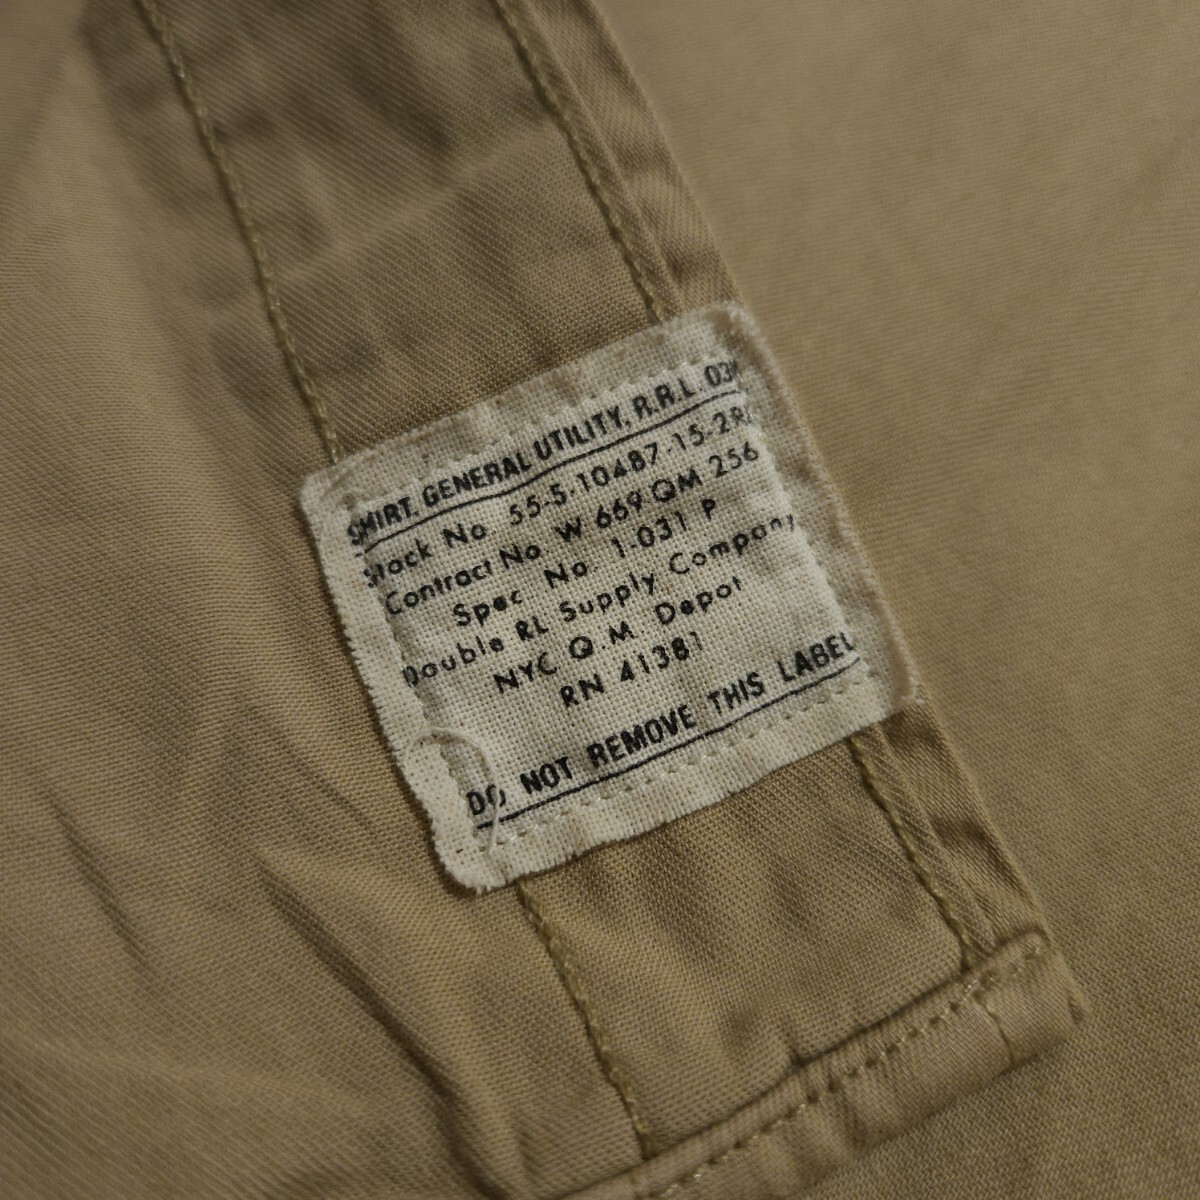 SHIRT, GENERAL UTILITY, R.R.L. 03
Stock No. 55-5-10487-15-2R
Contract No. W 669 QM 256
Spec No. 1-031 P
Double RL Supply Company
NYC Q.M. Depot
RN 41381
DO NOT REMOVE THIS LABEL